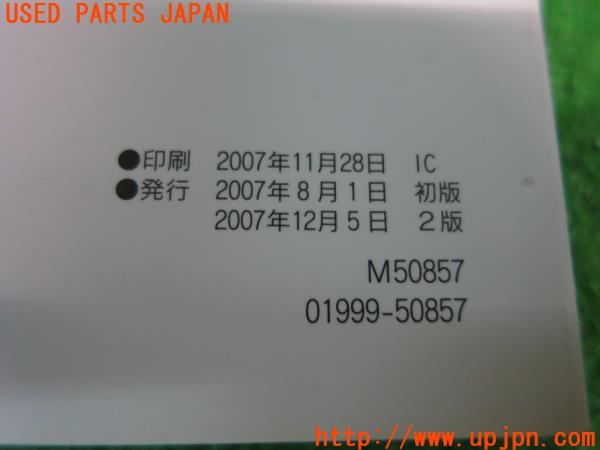 USED PARTS JAPAN
●印刷 2007年11月28日 IC
●発行 2007年8月1日 初版
2007年12月5日 2版
M50857
01999-50857
http://www.upjpn.com